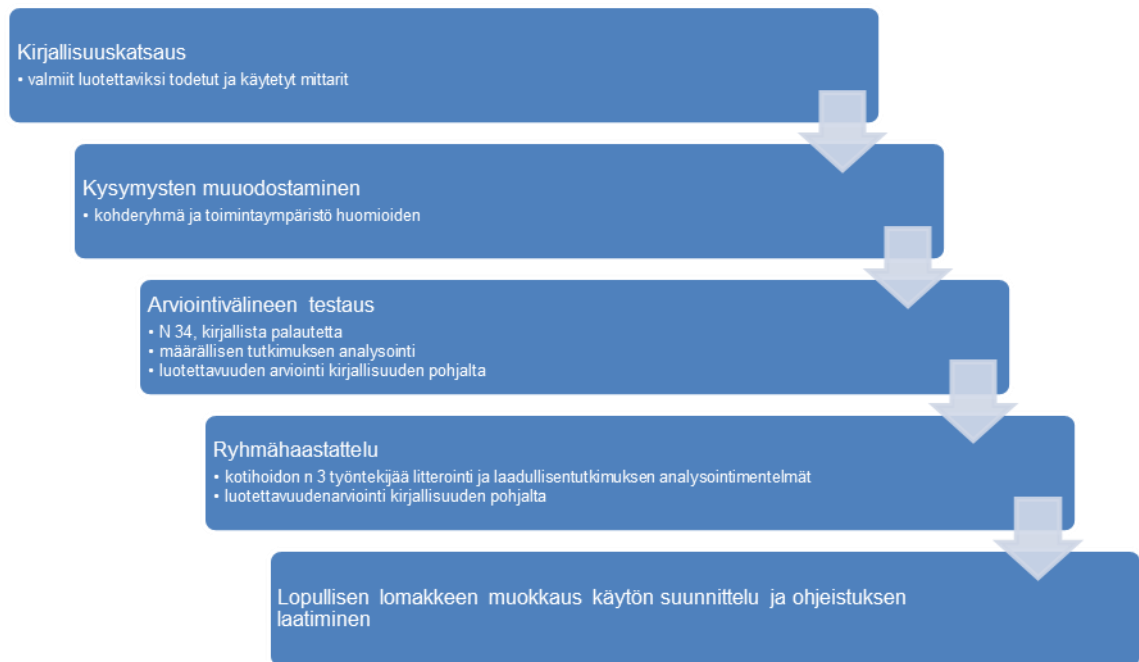 Kirjallisuuskatsaus
• valmiit luotettaviksi todetut ja käytetyt mittarit
Kysymysten muuodostaminen
• kohderyhmä ja toimintaympäristö huomioiden
Arviointivälineen testaus
• N 34, kirjallista palautetta
• määrällisen tutkimuksen analysointi
• luotettavuuden arviointi kirjallisuuden pohjalta
Ryhmähaastattelu
• kotihoidon n 3 työntekijää litterointi ja laadullisentutkimuksen analysointimentelmät
• luotettavuudenarviointi kirjallisuuden pohjalta
Lopullisen lomakkeen muokkaus käytön suunnittelu ja ohjeistuksen
laatiminen